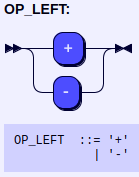 OP_LEFT:
+
-
OP_LEFT ::= '+'
| '-'